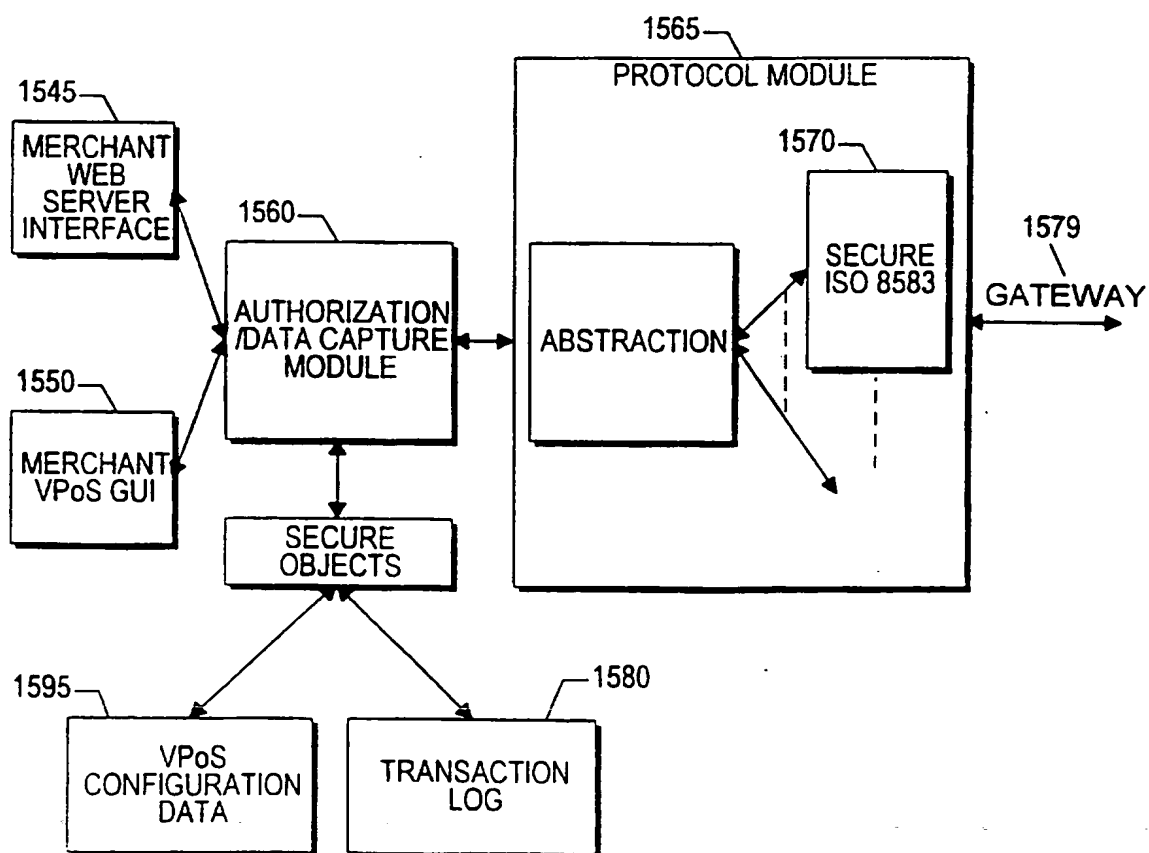 1565
PROTOCOL MODULE
1545
MERCHANT
WEB
SERVER
INTERFACE
1570
SECURE
ISO 8583
1560
AUTHORIZATION
/DATA CAPTURE
MODULE
ABSTRACTION
1579
GATEWAY
1550
MERCHANT
VPoS GUI
SECURE
OBJECTS
1595
VPoS
CONFIGURATION
DATA
1580
TRANSACTION
LOG